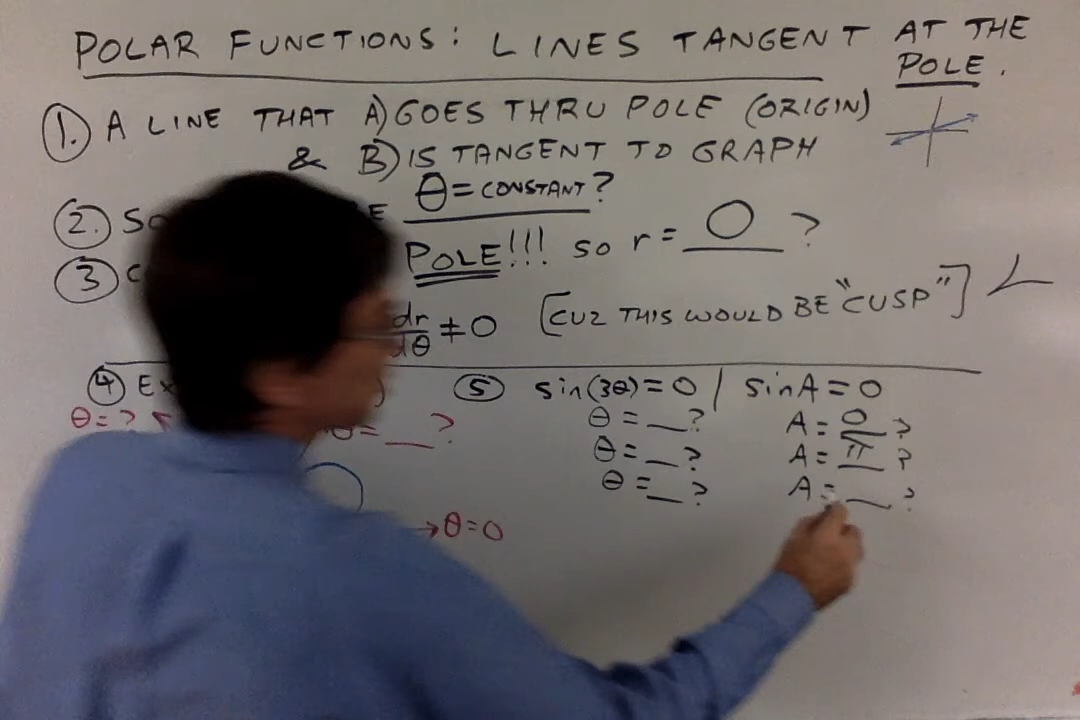 POLAR FUNCTIONS: LINES TANGENT AT THE POLE.
1. A LINE THAT A) GOES THRU POLE (ORIGIN)
& B) IS TANGENT TO GRAPH
2. SO θ = CONSTANT?
3 POLE!!! SO r = 0 ?
dr/dθ ≠ 0 [CUZ THIS WOULD BE "CUSP"]
4 5 sin(3θ) = 0 | sin A = 0
θ = ? θ = __? θ = __? A = 0 ?
θ = __? A = π ?
θ = __? A = __?
→ θ = 0